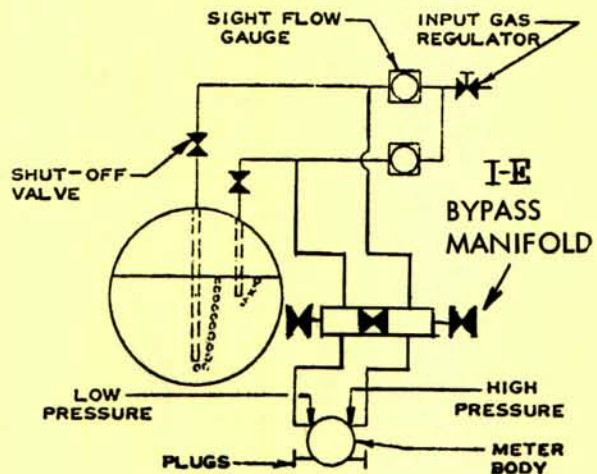 SIGHT FLOW
GAUGE
INPUT GAS
REGULATOR
SHUT-OFF
VALVE
I-E
BYPASS
MANIFOLD
LOW
PRESSURE
HIGH
PRESSURE
PLUGS
METER
BODY